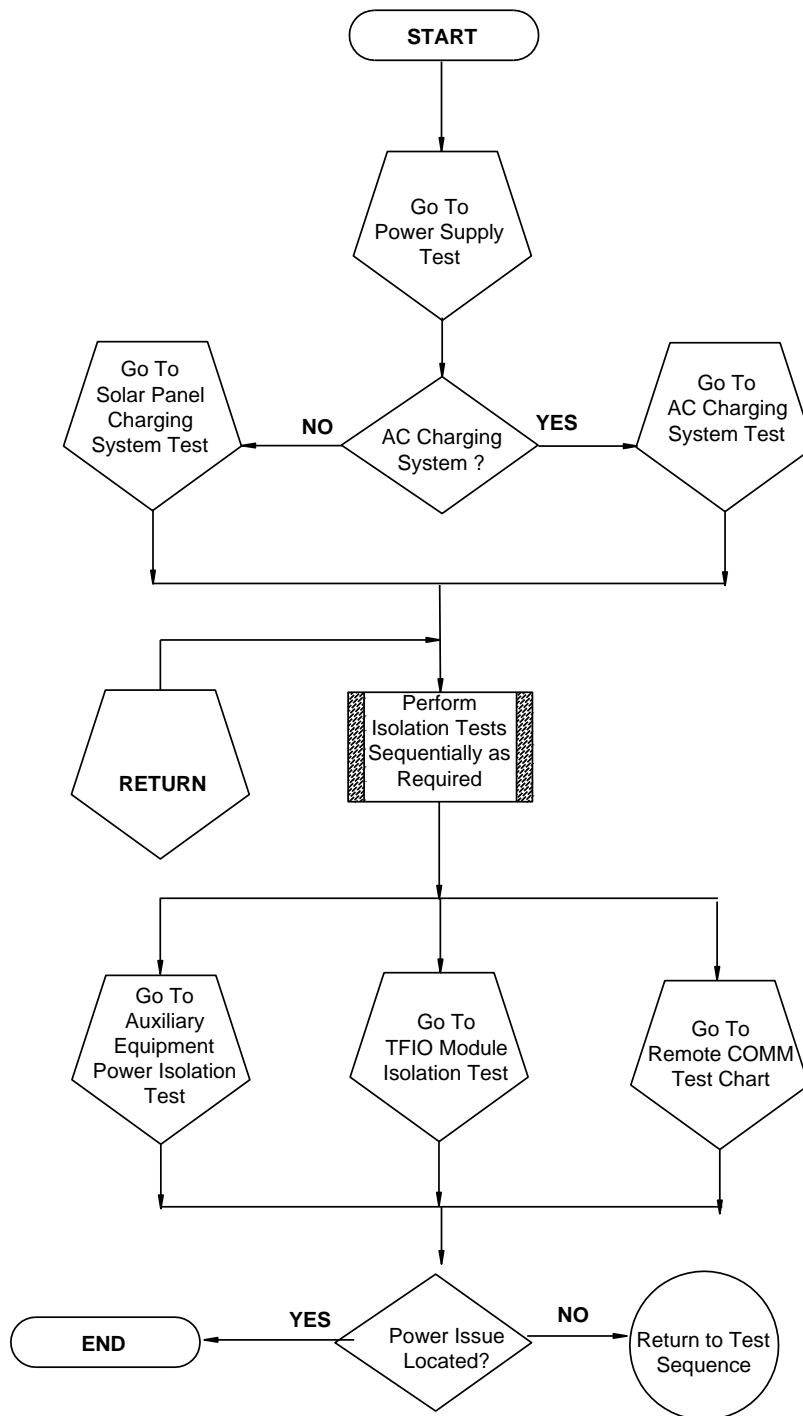 START
Go To
Power Supply
Test
Go To
Solar Panel
Charging
System Test
NO
AC Charging
System ?
YES
Go To
AC Charging
System Test
RETURN
Perform
Isolation Tests
Sequentially as
Required
Go To
Auxiliary
Equipment
Power Isolation
Test
Go To
TFIO Module
Isolation Test
Go To
Remote COMM
Test Chart
END
YES
Power Issue
Located?
NO
Return to Test
Sequence